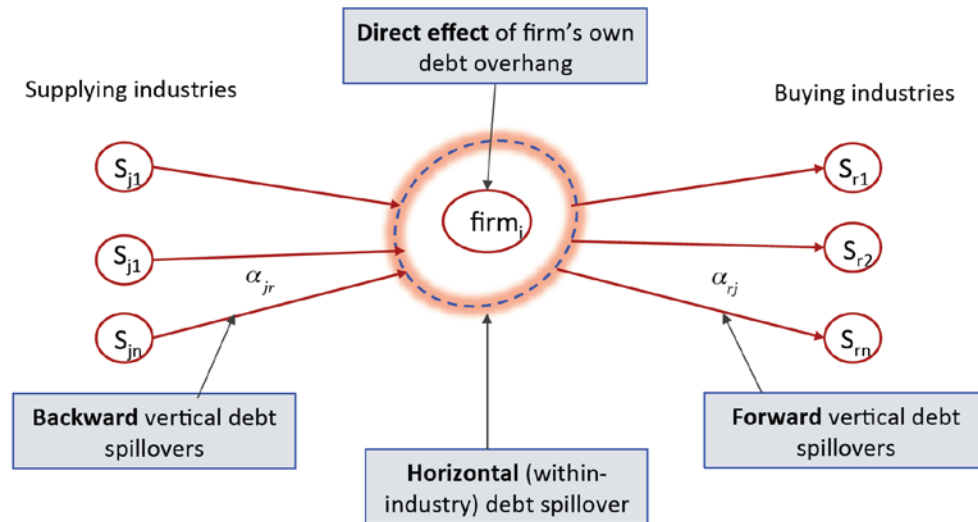 Direct effect of firm's own
debt overhang
Supplying industries
Buying industries
Sj1
Sr1
firmi
Sj1
Sr2
αjr
αrj
Sjn
Srn
Backward vertical debt
spillovers
Horizontal (within-
industry) debt spillover
Forward vertical debt
spillovers